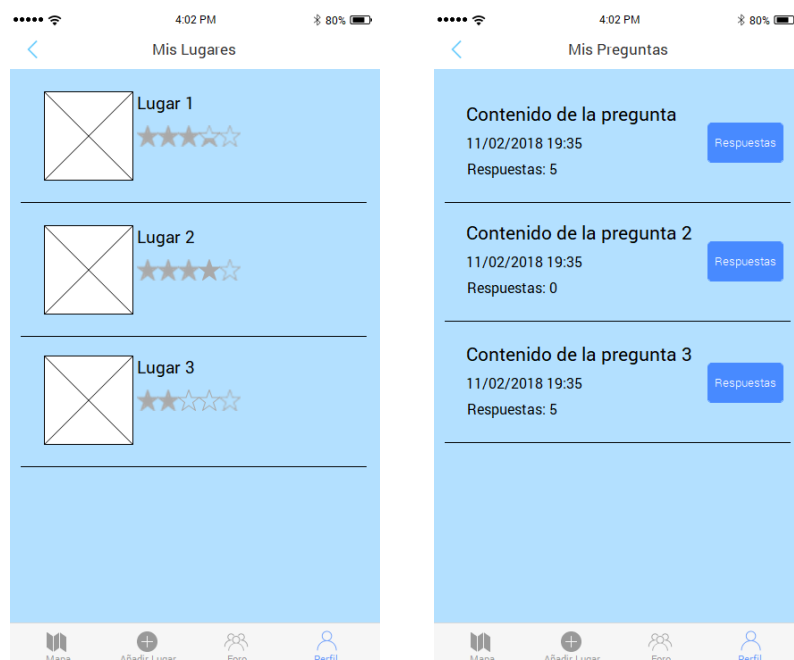 4:02 PM
80%
Mis Lugares
Lugar 1
Lugar 2
Lugar 3
Mapa
Añadir Lugar
Foro
Perfil
4:02 PM
80%
Mis Preguntas
Contenido de la pregunta
11/02/2018 19:35
Respuestas: 5
Respuestas
Contenido de la pregunta 2
11/02/2018 19:35
Respuestas: 0
Respuestas
Contenido de la pregunta 3
11/02/2018 19:35
Respuestas: 5
Respuestas
Mapa
Añadir Lugar
Foro
Perfil